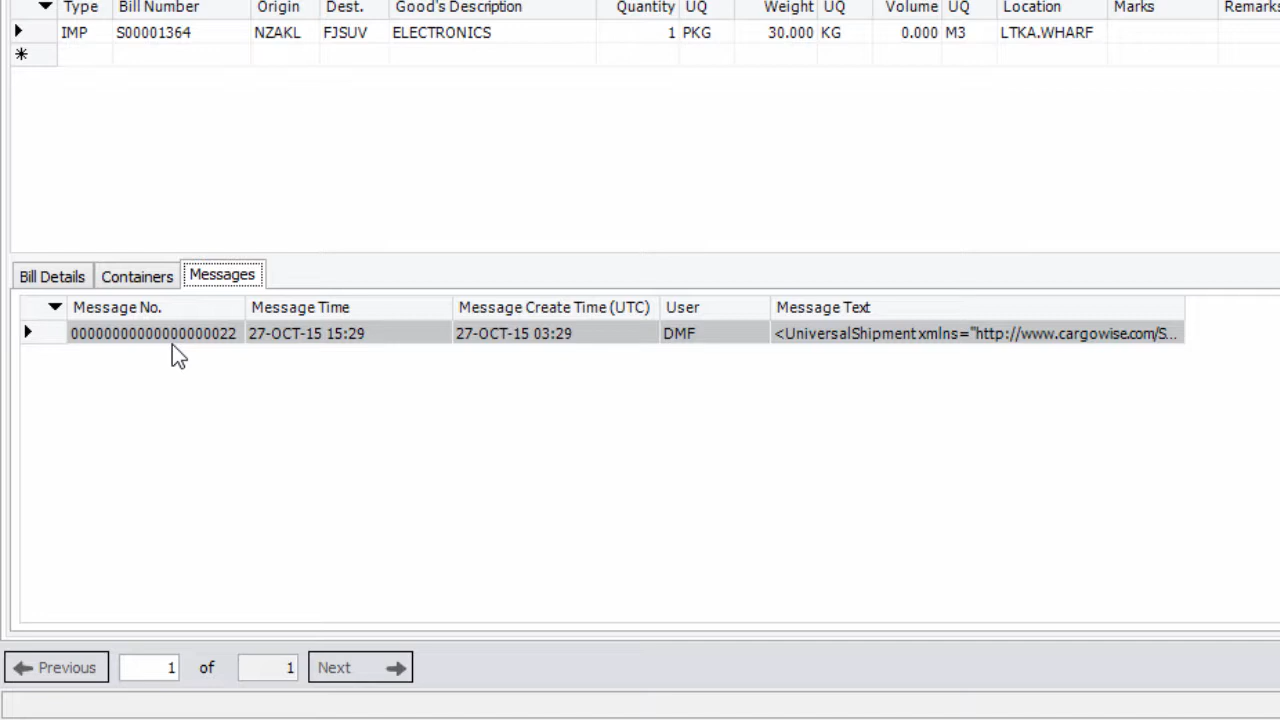 Type Bill Number Origin Dest. Good's Description Quantity UQ Weight UQ Volume UQ Location Marks Remarks
IMP S00001364 NZAKL FJSUV ELECTRONICS 1 PKG 30.000 KG 0.000 M3 LTKA.WHARF
Bill Details Containers Messages
Message No. Message Time Message Create Time (UTC) User Message Text
00000000000000000022 27-OCT-15 15:29 27-OCT-15 03:29 DMF <UniversalShipment xmlns="http://www.cargowise.com/S...
Previous 1 of 1 Next